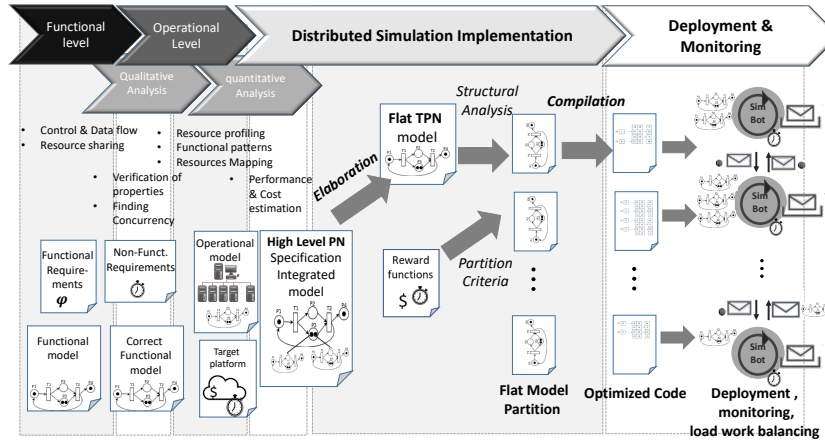 Functional
level
Operational
Level
Distributed Simulation Implementation
Deployment &
Monitoring
Qualitative
Analysis
quantitative
Analysis
• Control & Data flow
• Resource sharing
• Verification of
properties
• Finding
Concurrency
• Resource profiling
• Functional patterns
• Resources Mapping
• Performance
& Cost
estimation
Functional
Require-
ments
φ
Non-Funct.
Requirements
Functional model
Correct
Functional
model
Operational
model
Target
platform
$
High Level PN
Specification
Integrated
model
Elaboration
Flat TPN
model
Structural
Analysis
Compilation
Reward
functions
$
Partition
Criteria
Flat Model
Partition
Optimized Code
Sim
Bot
Sim
Bot
Sim
Bot
Deployment ,
monitoring,
load work balancing